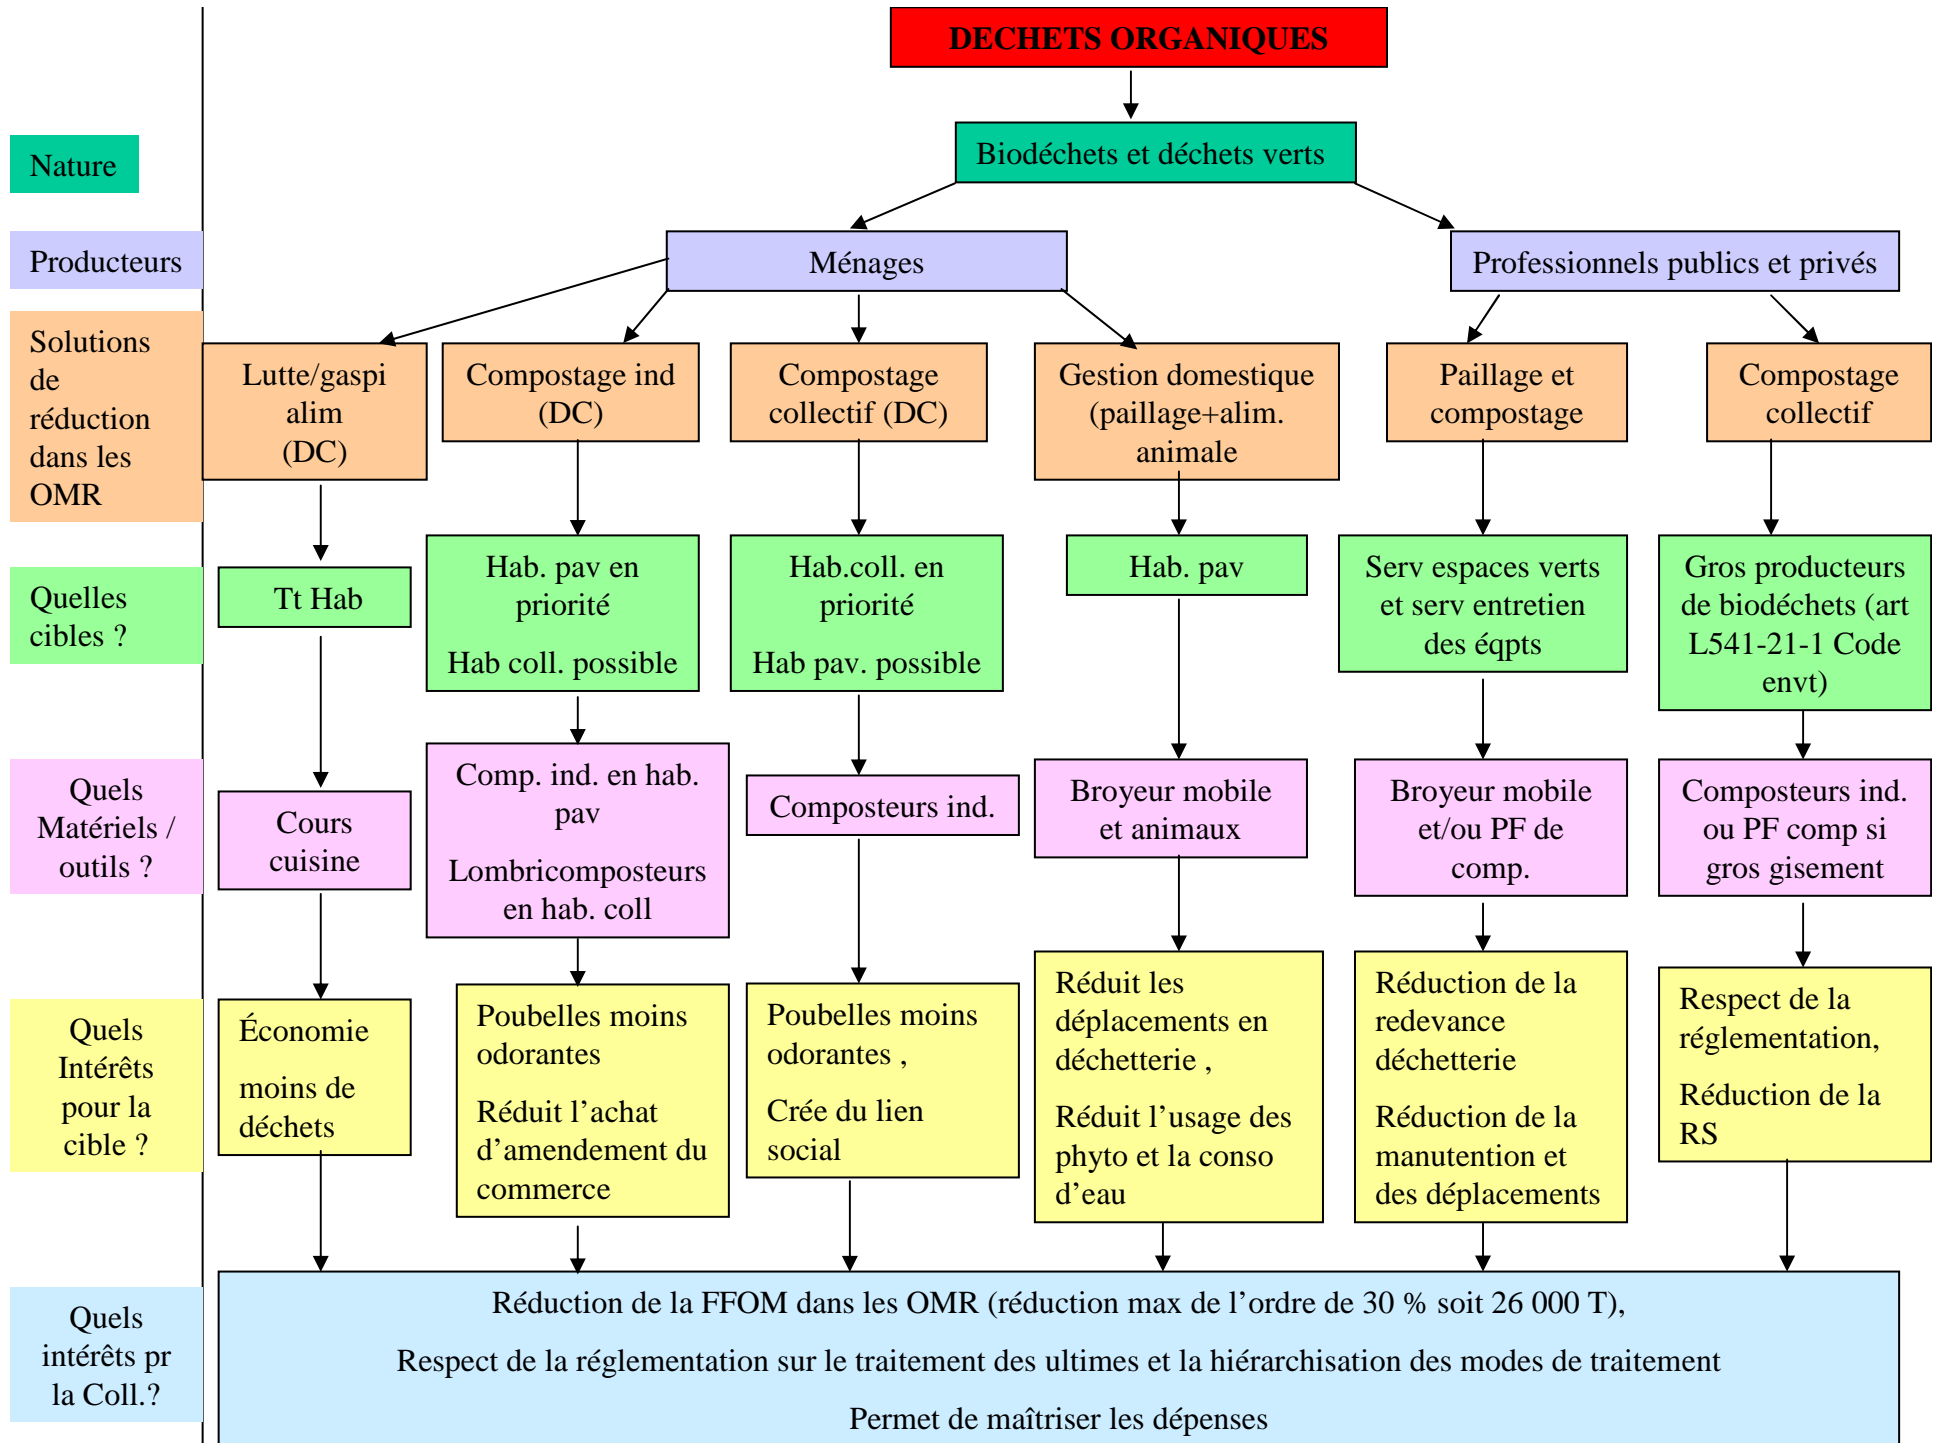 DECHETS ORGANIQUES
Nature
Biodéchets et déchets verts
Producteurs
Ménages
Professionnels publics et privés
Solutions
de
réduction
dans les
OMR
Lutte/gaspi
alim
(DC)
Compostage ind
(DC)
Compostage
collectif (DC)
Gestion domestique
(paillage+alim.
animale
Paillage et
compostage
Compostage
collectif
Quelles
cibles ?
Tt Hab
Hab. pav en
priorité
Hab coll. possible
Hab.coll. en
priorité
Hab pav. possible
Hab. pav
Serv espaces verts
et serv entretien
des éqpts
Gros producteurs
de biodéchets (art
L541-21-1 Code
envt)
Quels
Matériels /
outils ?
Cours
cuisine
Comp. ind. en hab.
pav
Lombricomposteurs
en hab. coll
Composteurs ind.
Broyeur mobile
et animaux
Broyeur mobile
et/ou PF de
comp.
Composteurs ind.
ou PF comp si
gros gisement
Quels
Intérêts
pour la
cible ?
Économie
moins de
déchets
Poubelles moins
odorantes
Réduit l’achat
d’amendement du
commerce
Poubelles moins
odorantes ,
Crée du lien
social
Réduit les
déplacements en
déchetterie ,
Réduit l’usage des
phyto et la conso
d’eau
Réduction de la
redevance
déchetterie
Réduction de la
manutention et
des déplacements
Respect de la
réglementation,
Réduction de la
RS
Quels
intérêts pr
la Coll.?
Réduction de la FFOM dans les OMR (réduction max de l’ordre de 30 % soit 26 000 T),
Respect de la réglementation sur le traitement des ultimes et la hiérarchisation des modes de traitement
Permet de maîtriser les dépenses